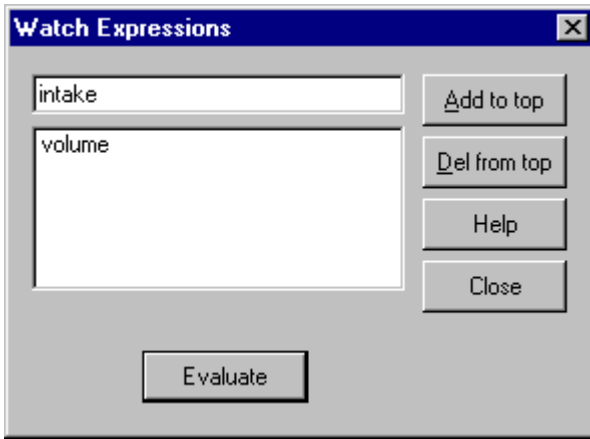 Watch Expressions
intake
Add to top
volume
Del from top
Help
Close
Evaluate